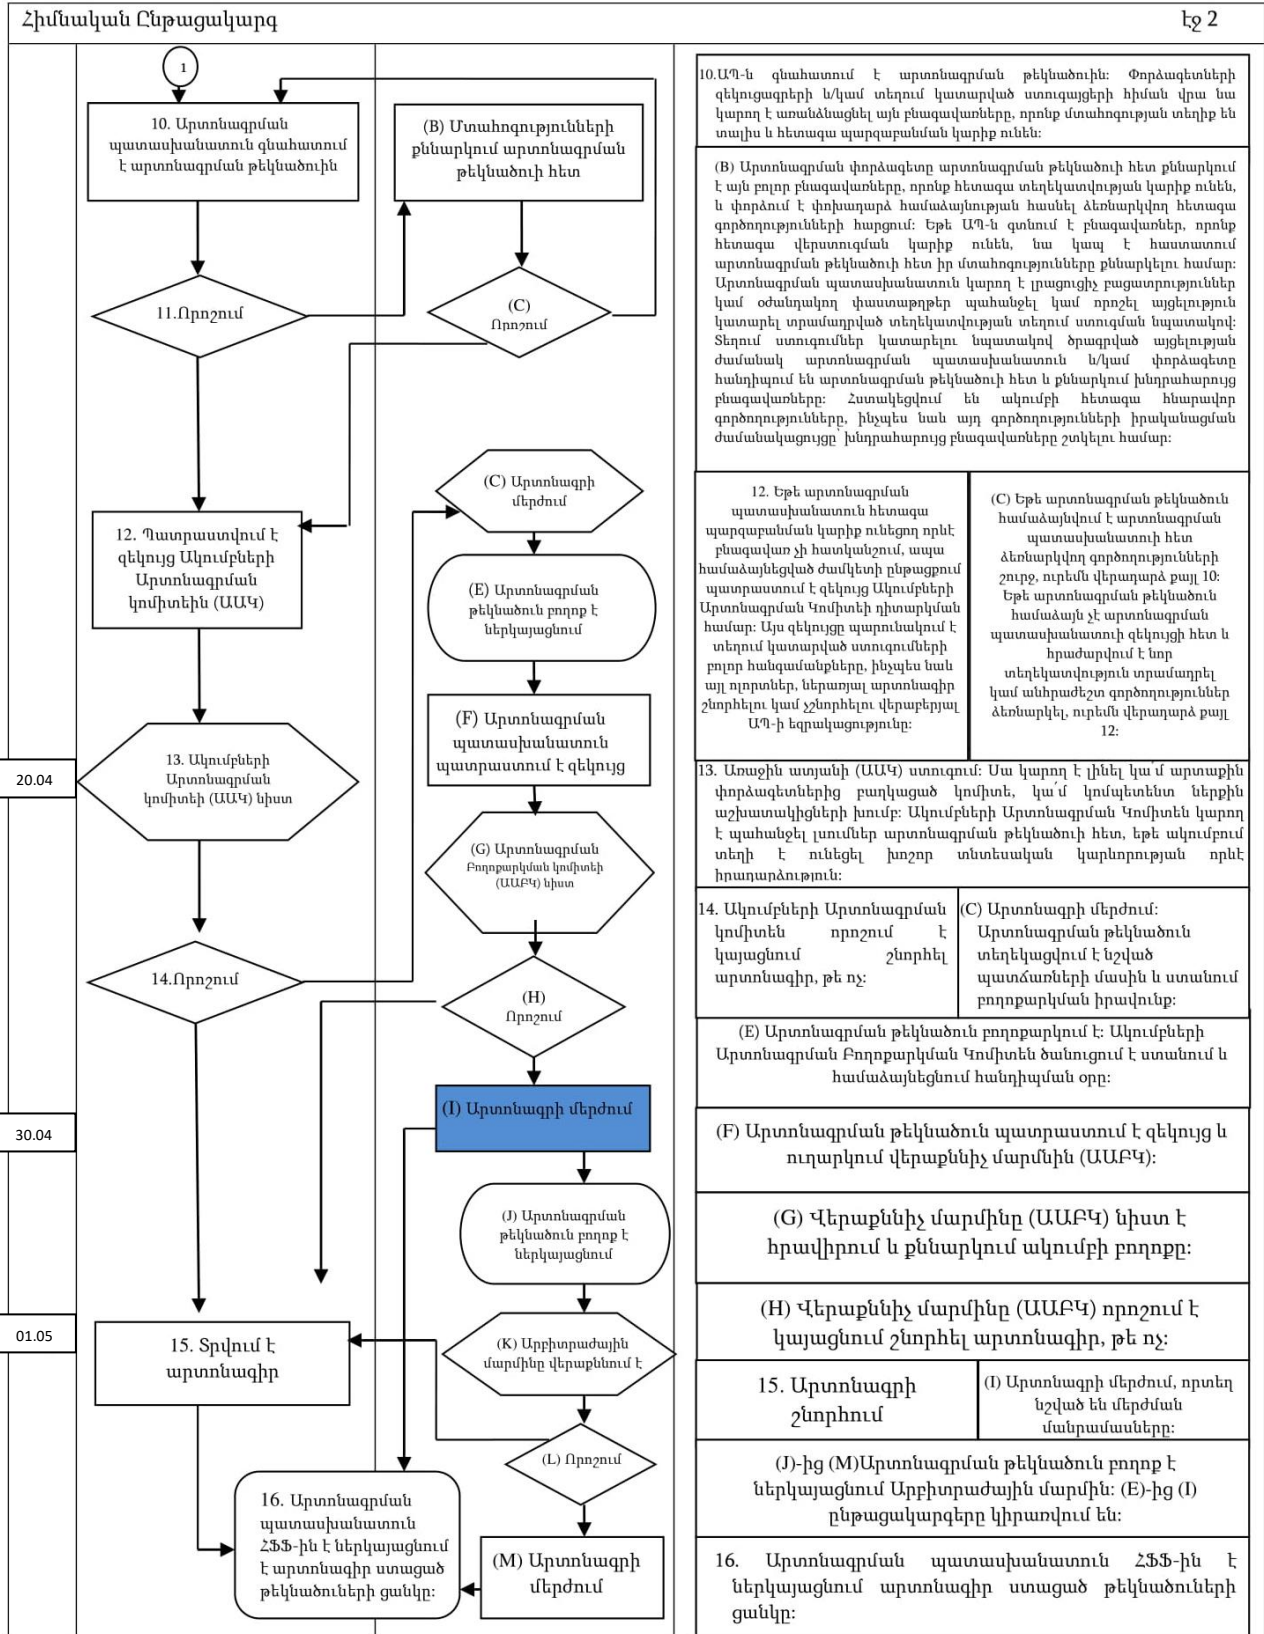 Հիմնական Ընթացակարգ
էջ 2
1
10. Արտոնագրման
պատասխանատուն գնահատում
է արտոնագրման թեկնածուին
(B) Մտահոգությունների
քննարկում արտոնագրման
թեկնածուի հետ
11.Որոշում
(C)
Որոշում
(C) Արտոնագրի
մերժում
12. Պատրաստվում է
զեկույց Ակումբների
Արտոնագրման
կոմիտեին (ԱԱԿ)
(E) Արտոնագրման
թեկնածուն բողոք է
ներկայացնում
(F) Արտոնագրման
պատասխանատուն
պատրաստում է զեկույց
20.04
13. Ակումբների
Արտոնագրման
կոմիտեի (ԱԱԿ) նիստ
(G) Արտոնագրման
Բողոքարկման կոմիտեի
(ԱԱԲԿ) նիստ
14.Որոշում
(H)
Որոշում
(I) Արտոնագրի մերժում
30.04
(J) Արտոնագրման
թեկնածուն բողոք է
ներկայացնում
01.05
15. Տրվում է
արտոնագիր
(K) Արբիտրաժային
մարմինը վերաքննում է
(L) Որոշում
16. Արտոնագրման
պատասխանատուն
ՀՖՖ-ին է ներկայացնում
է արտոնագիր ստացած
թեկնածուների ցանկը:
(M) Արտոնագրի
մերժում
10.ԱՊ-ն գնահատում է արտոնագրման թեկնածուին: Փորձագետների
զեկուցագրերի և/կամ տեղում կատարված ստուգայցերի հիման վրա նա
կարող է առանձնացնել այն բնագավառները, որոնք մտահոգության տեղիք են
տալիս և հետագա պարզաբանման կարիք ունեն:
(B) Արտոնագրման փորձագետը արտոնագրման թեկնածուի հետ քննարկում
է այն բոլոր բնագավառները, որոնք հետագա տեղեկատվության կարիք ունեն,
և փորձում է փոխադարձ համաձայնության հասնել ձեռնարկվող հետագա
գործողությունների հարցում: Եթե ԱՊ-ն գտնում է բնագավառներ, որոնք
հետագա վերստուգման կարիք ունեն, նա կապ է հաստատում
արտոնագրման թեկնածուի հետ իր մտահոգությունները քննարկելու համար:
Արտոնագրման պատասխանատուն կարող է լրացուցիչ բացատրություններ
կամ օժանդակող փաստաթղթեր պահանջել կամ որոշել այցելություն
կատարել տրամադրված տեղեկատվության տեղում ստուգման նպատակով:
Տեղում ստուգումներ կատարելու նպատակով ծրագրված այցելության
ժամանակ արտոնագրման պատասխանատուն և/կամ փորձագետը
հանդիպում են արտոնագրման թեկնածուի հետ և քննարկում խնդրահարույց
բնագավառները: Հստակեցվում են ակումբի հետագա հնարավոր
գործողությունները, ինչպես նաև այդ գործողությունների իրականացման
ժամանակացույցը՝ խնդրահարույց բնագավառները շտկելու համար:
12. Եթե արտոնագրման
պատասխանատուն հետագա
պարզաբանման կարիք ունեցող որևէ
բնագավառ չի հատկանշում, ապա
համաձայնեցված ժամկետի ընթացքում
պատրաստում է զեկույց Ակումբների
Արտոնագրման Կոմիտեի դիտարկման
համար: Այս զեկույցը պարունակում է
տեղում կատարված ստուգումների
բոլոր հանգամանքները, ինչպես նաև
այլ ոլորտներ, ներառյալ արտոնագիր
շնորհելու կամ չշնորհելու վերաբերյալ
ԱՊ-ի եզրակացությունը:
(C) Եթե արտոնագրման թեկնածուն
համաձայնվում է արտոնագրման
պատասխանատուի հետ
ձեռնարկվող գործողությունների
շուրջ, ուրեմն վերադարձ քայլ 10:
Եթե արտոնագրման թեկնածուն
համաձայն չէ արտոնագրման
պատասխանատուի զեկույցի հետ և
հրաժարվում է նոր
տեղեկատվություն տրամադրել
կամ անհրաժեշտ գործողություններ
ձեռնարկել, ուրեմն վերադարձ քայլ
12:
13. Առաջին ատյանի (ԱԱԿ) ստուգում: Սա կարող է լինել կա՛մ արտաքին
փորձագետներից բաղկացած կոմիտե, կա՛մ կոմպետենտ ներքին
աշխատակիցների խումբ: Ակումբների Արտոնագրման Կոմիտեն կարող
է պահանջել լսումներ արտոնագրման թեկնածուի հետ, եթե ակումբում
տեղի է ունեցել խոշոր տնտեսական կարևորության որևէ
իրադարձություն:
14. Ակումբների Արտոնագրման
կոմիտեն որոշում է
կայացնում շնորհել
արտոնագիր, թե ոչ:
(C) Արտոնագրի մերժում:
Արտոնագրման թեկնածուն
տեղեկացվում է նշված
պատճառների մասին և ստանում
բողոքարկման իրավունք:
(E) Արտոնագրման թեկնածուն բողոքարկում է: Ակումբների
Արտոնագրման Բողոքարկման Կոմիտեն ծանուցում է ստանում և
համաձայնեցնում հանդիպման օրը:
(F) Արտոնագրման թեկնածուն պատրաստում է զեկույց և
ուղարկում վերաքննիչ մարմնին (ԱԱԲԿ):
(G) Վերաքննիչ մարմինը (ԱԱԲԿ) նիստ է
հրավիրում և քննարկում ակումբի բողոքը:
(H) Վերաքննիչ մարմինը (ԱԱԲԿ) որոշում է
կայացնում շնորհել արտոնագիր, թե ոչ:
15. Արտոնագրի
շնորհում
(I) Արտոնագրի մերժում, որտեղ
նշված են մերժման
մանրամասները:
(J)-ից (M)Արտոնագրման թեկնածուն բողոք է
ներկայացնում Արբիտրաժային մարմին: (E)-ից (I)
ընթացակարգերը կիրառվում են:
16. Արտոնագրման պատասխանատուն ՀՖՖ-ին է
ներկայացնում արտոնագիր ստացած թեկնածուների
ցանկը: